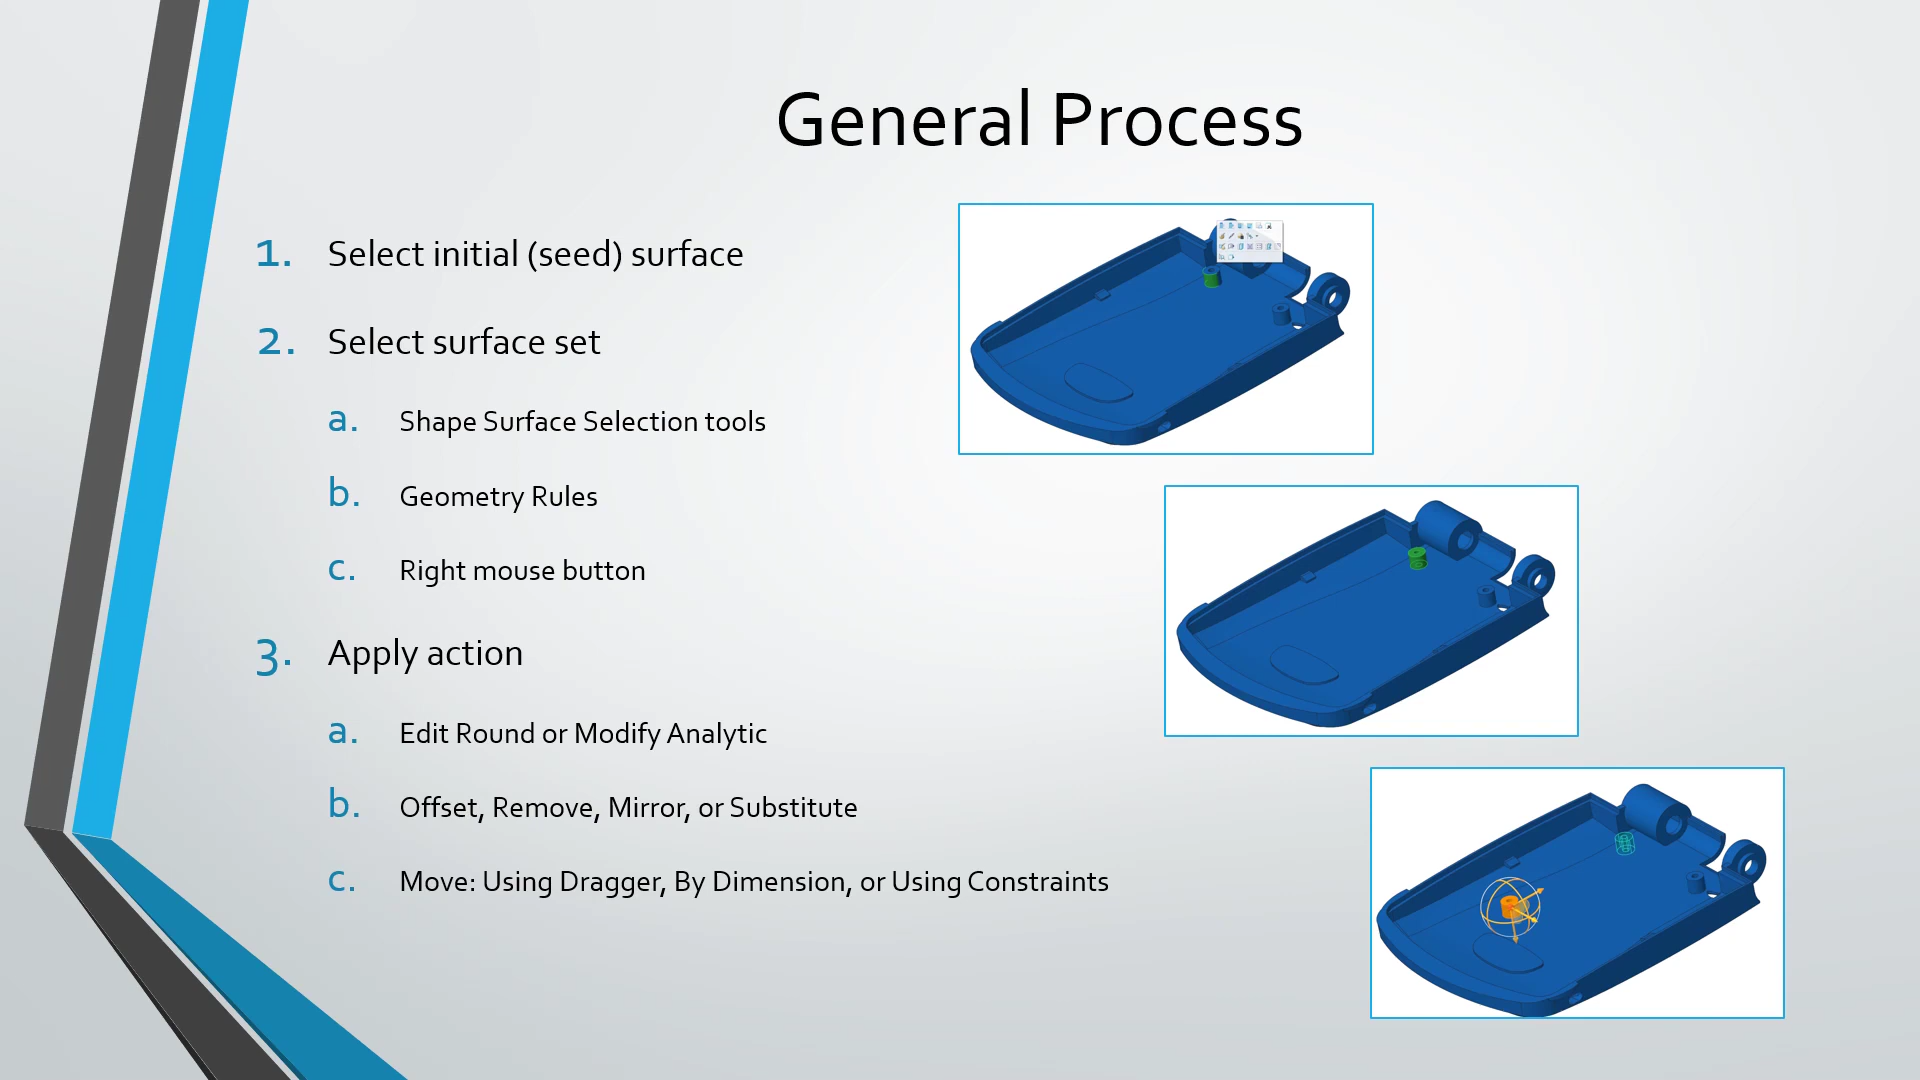 General Process
1. Select initial (seed) surface
2. Select surface set
a. Shape Surface Selection tools
b. Geometry Rules
c. Right mouse button
3. Apply action
a. Edit Round or Modify Analytic
b. Offset, Remove, Mirror, or Substitute
c. Move: Using Dragger, By Dimension, or Using Constraints